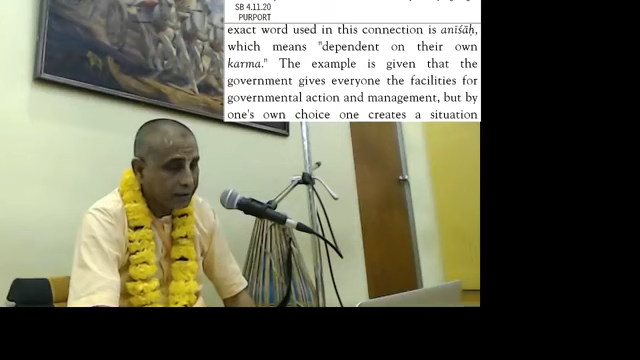 SB 4.11.20
PURPORT
exact word used in this connection is anīśāḥ,
which means "dependent on their own
karma." The example is given that the
government gives everyone the facilities for
governmental action and management, but by
one's own choice one creates a situation